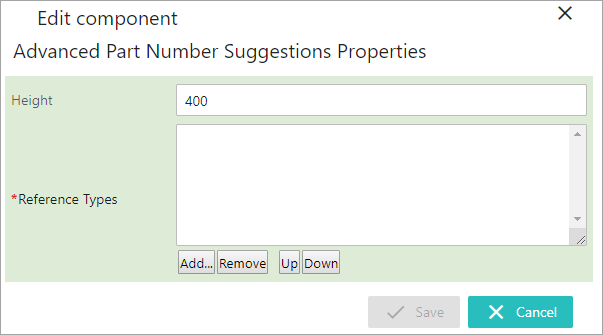 Edit component
Advanced Part Number Suggestions Properties
Height 400
*Reference Types
Add... Remove Up Down
Save Cancel